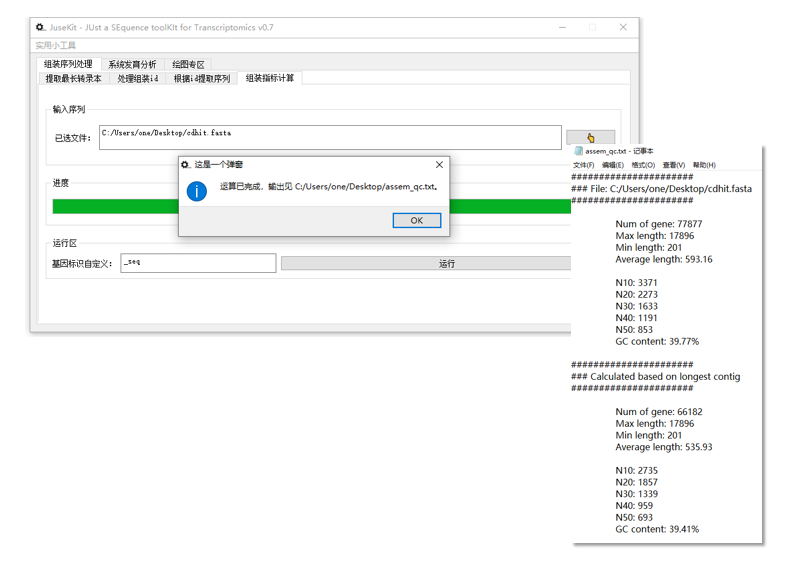 JuseKit - JUst a SEquence toolKit for Transcriptomics v0.7
实用小工具
组装序列处理 系统发育分析 绘图专区
提取最长转录本 处理组装id 根据id提取序列 组装指标计算
输入序列
已选文件: C:/Users/one/Desktop/cdhit.fasta
进度
这是一个弹窗
运算已完成，输出见 C:/Users/one/Desktop/assem_qc.txt。
OK
运行区
基因标识自定义: _seq 运行
assem_qc.txt - 记事本
文件(F) 编辑(E) 格式(O) 查看(V) 帮助(H)
######################
### File: C:/Users/one/Desktop/cdhit.fasta
######################
Num of gene: 77877
Max length: 17896
Min length: 201
Average length: 593.16
N10: 3371
N20: 2273
N30: 1633
N40: 1191
N50: 853
GC content: 39.77%
######################
### Calculated based on longest contig
######################
Num of gene: 66182
Max length: 17896
Min length: 201
Average length: 535.93
N10: 2735
N20: 1857
N30: 1339
N40: 959
N50: 693
GC content: 39.41%